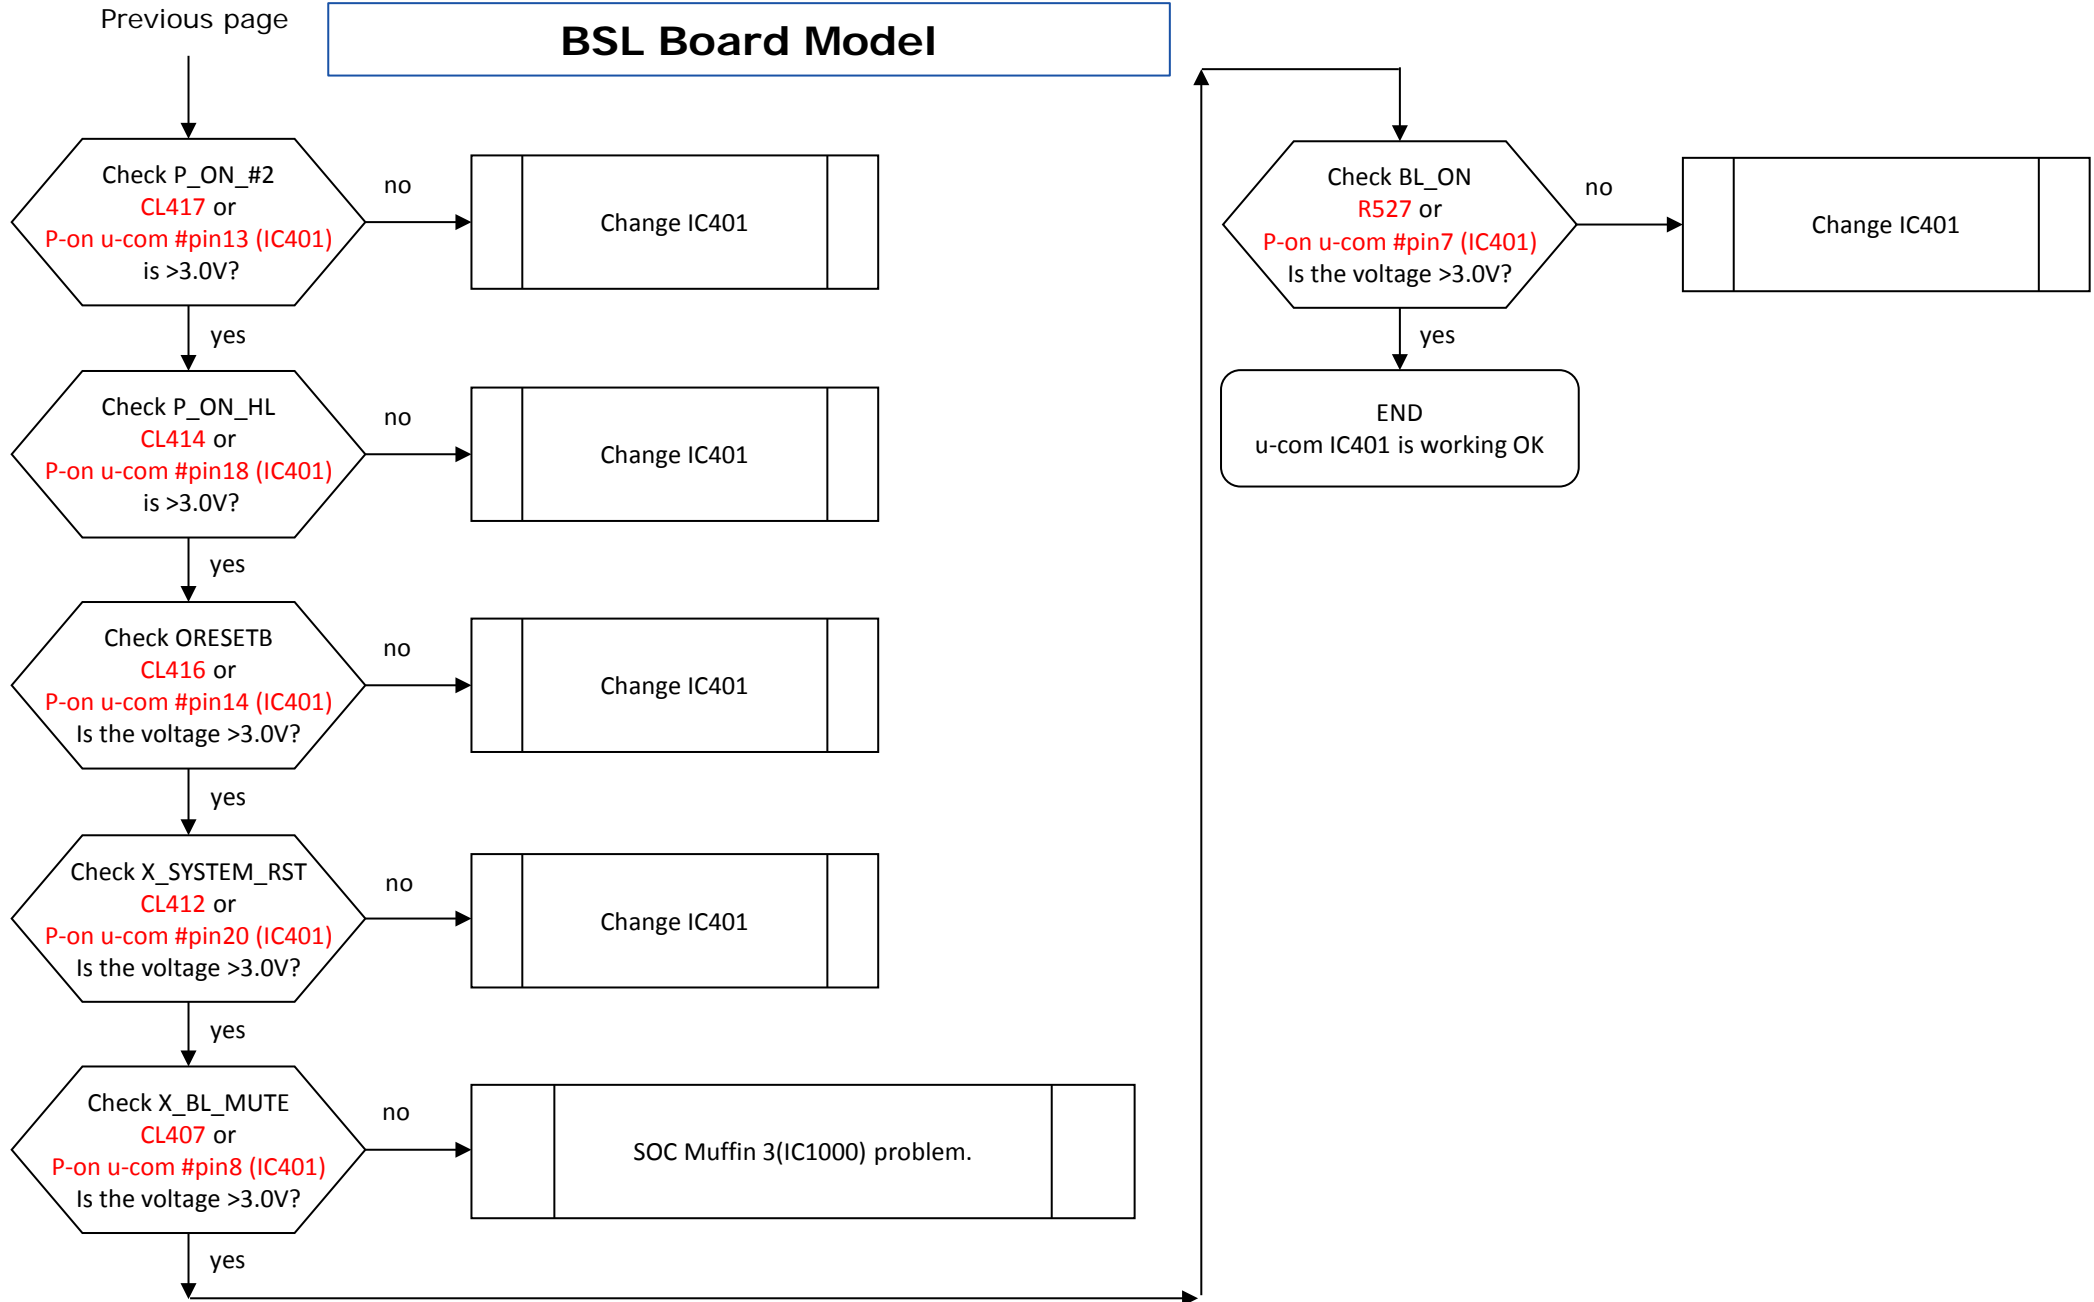 Previous page
BSL Board Model
Check P_ON_#2
CL417 or
P-on u-com #pin13 (IC401)
is >3.0V?
no
Change IC401
yes
Check P_ON_HL
CL414 or
P-on u-com #pin18 (IC401)
is >3.0V?
no
Change IC401
yes
Check ORESETB
CL416 or
P-on u-com #pin14 (IC401)
Is the voltage >3.0V?
no
Change IC401
yes
Check X_SYSTEM_RST
CL412 or
P-on u-com #pin20 (IC401)
Is the voltage >3.0V?
no
Change IC401
yes
Check X_BL_MUTE
CL407 or
P-on u-com #pin8 (IC401)
Is the voltage >3.0V?
no
SOC Muffin 3(IC1000) problem.
yes
Check BL_ON
R527 or
P-on u-com #pin7 (IC401)
Is the voltage >3.0V?
no
Change IC401
yes
END
u-com IC401 is working OK